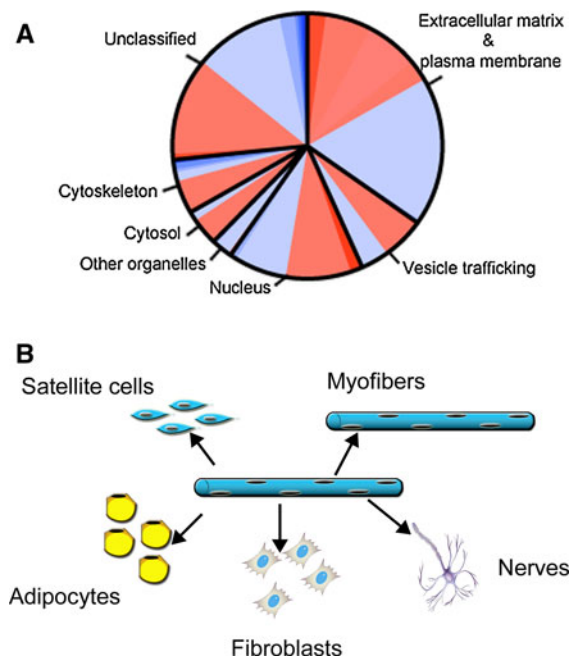 A
Unclassified
Extracellular matrix
&
plasma membrane
Cytoskeleton
Cytosol
Other organelles
Nucleus
Vesicle trafficking
B
Satellite cells
Myofibers
Adipocytes
Fibroblasts
Nerves